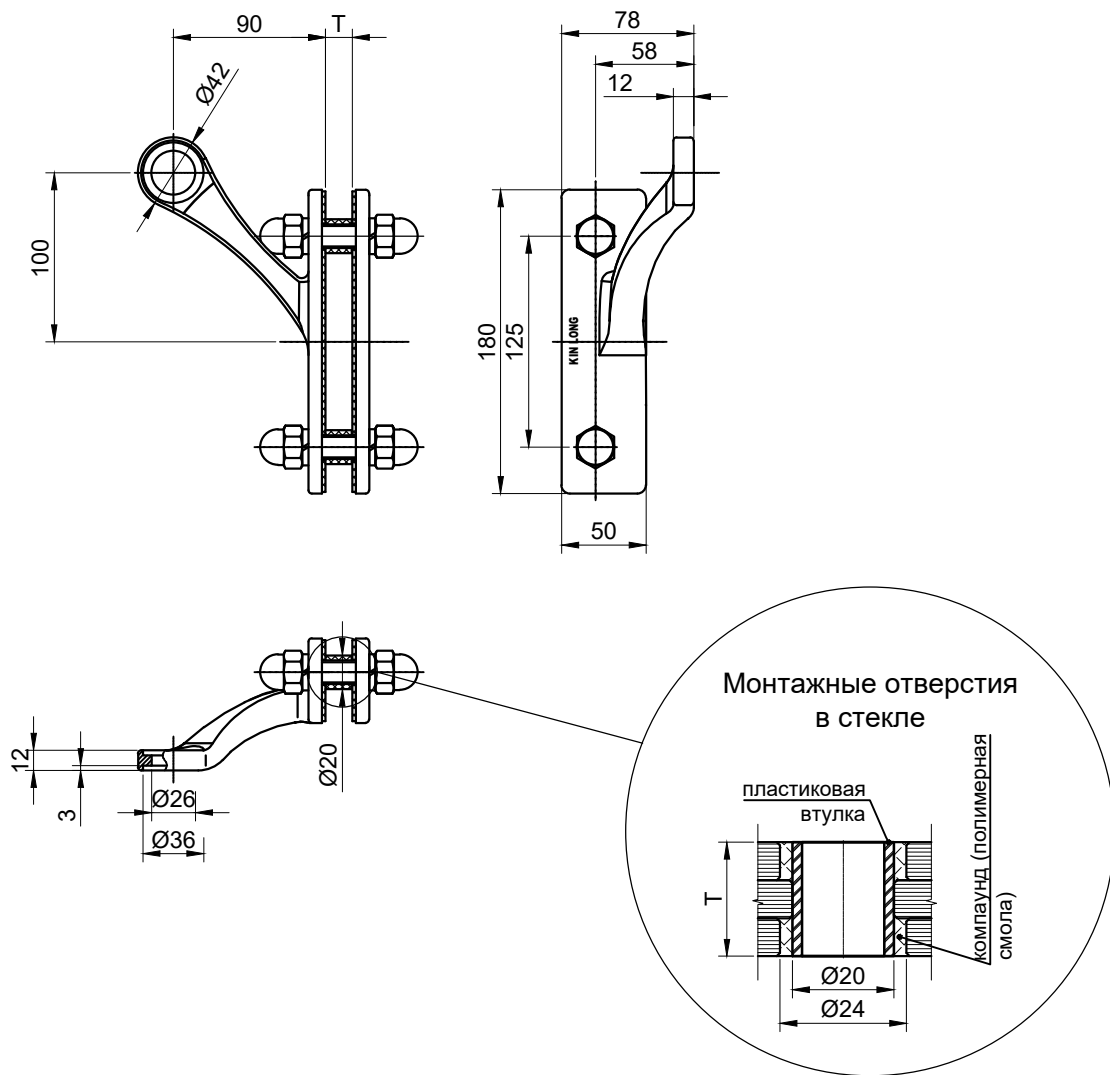 90
T
78
58
12
Ø42
100
180
125
KIN LONG
50
12
3
Ø26
Ø36
Ø20
Монтажные отверстия
в стекле
пластиковая
втулка
компаунд (полимерная
смола)
T
Ø20
Ø24